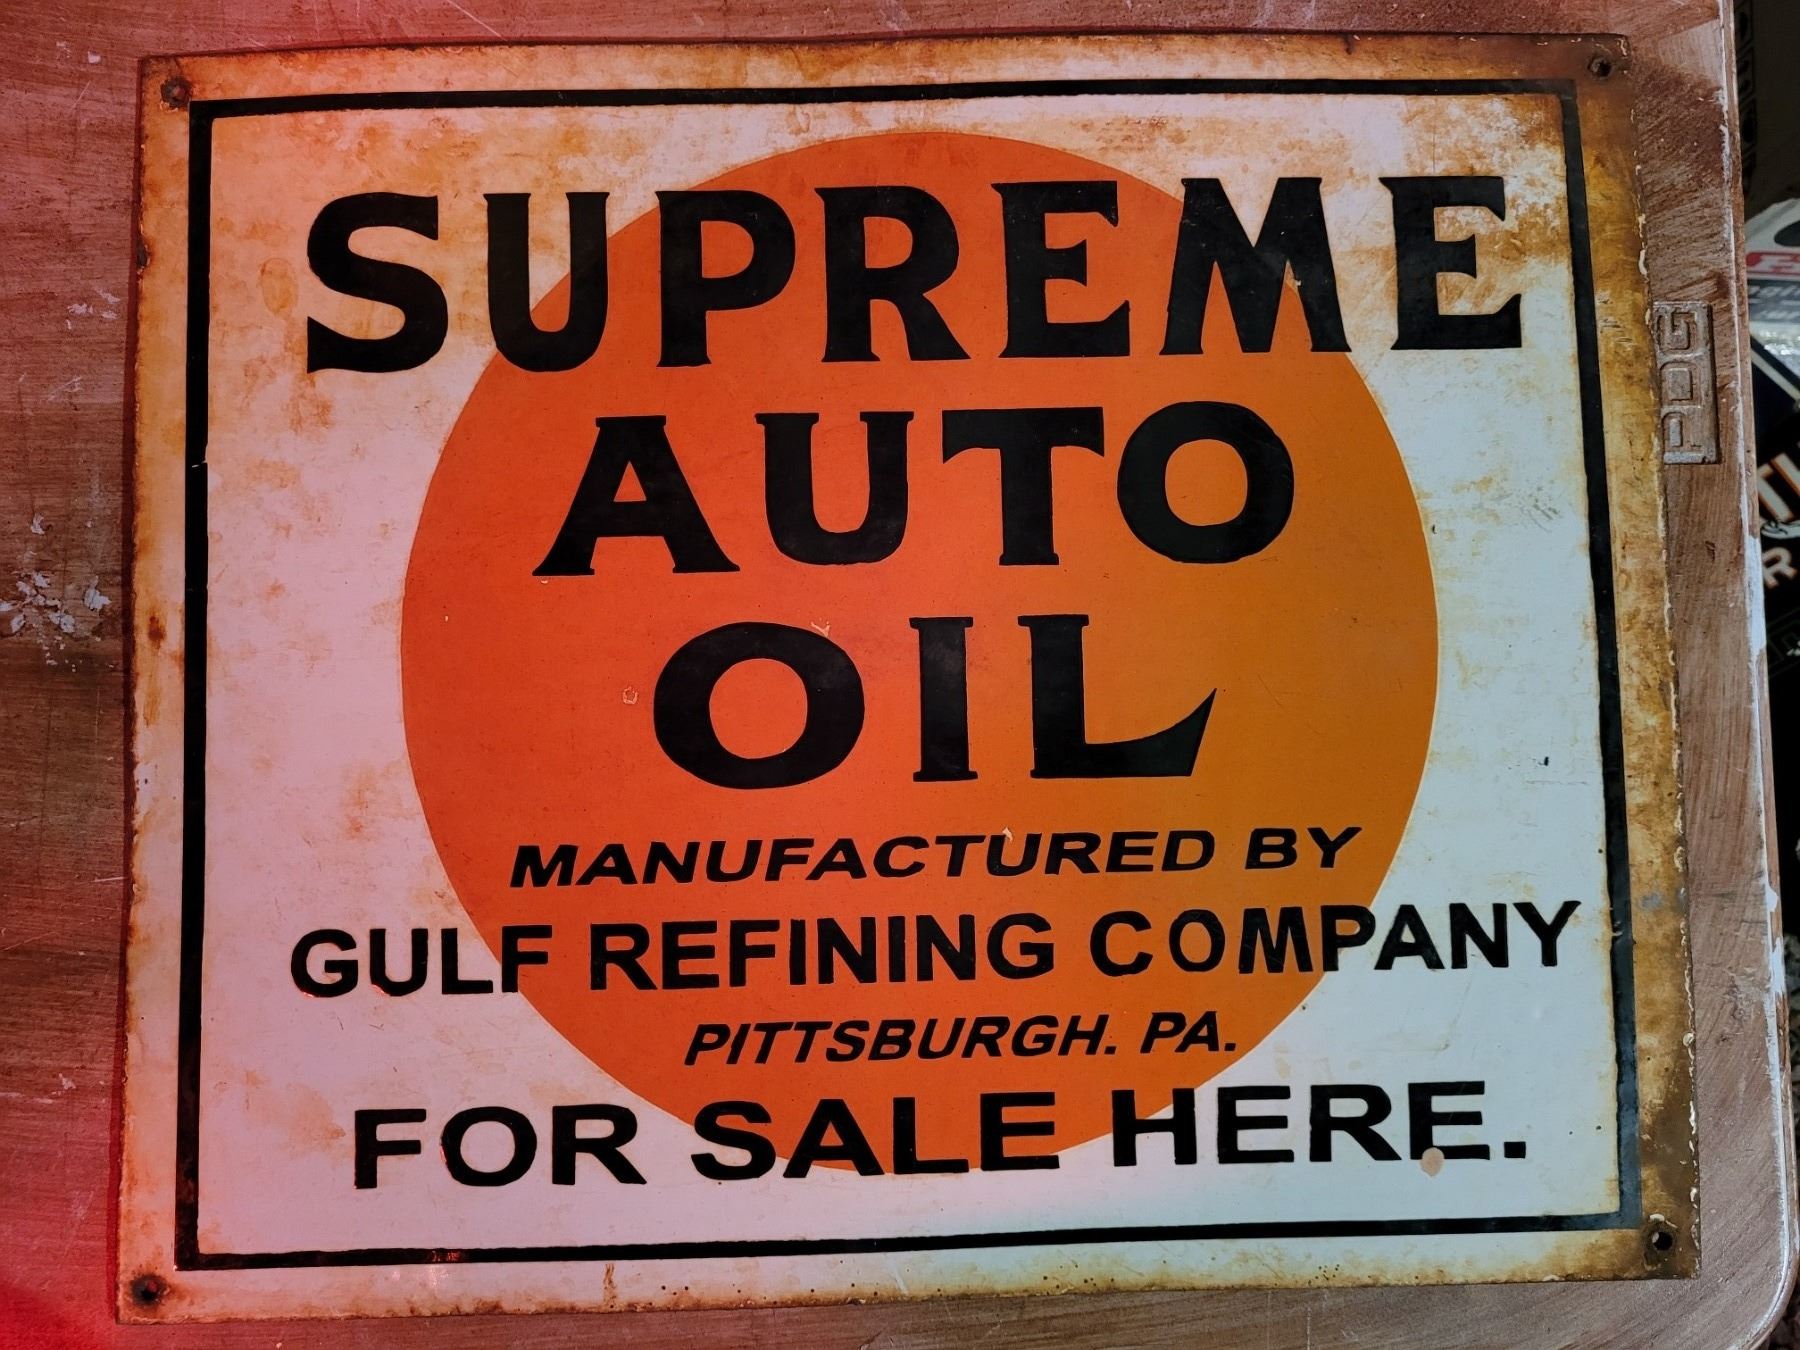 SUPREME
AUTO
OIL
MANUFACTURED BY
GULF REFINING COMPANY
PITTSBURGH. PA.
FOR SALE HERE.
PDG